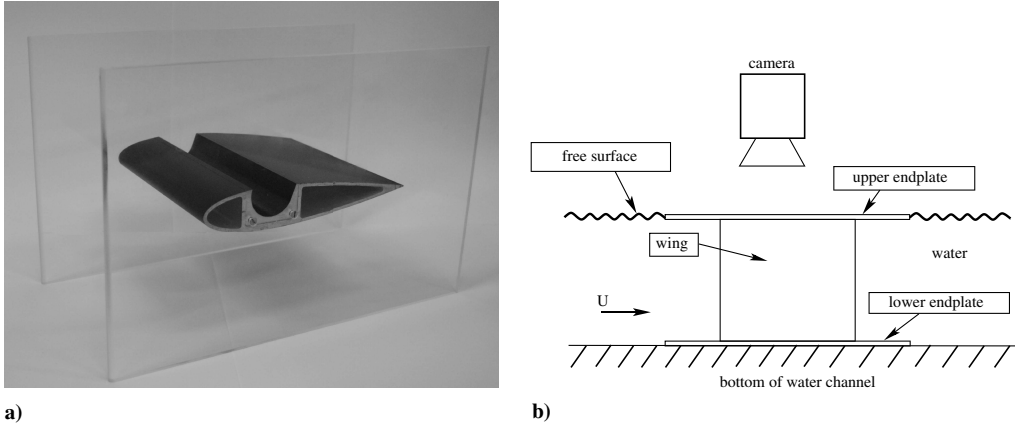 camera
free surface
upper endplate
wing
water
U
lower endplate
bottom of water channel
a)
b)